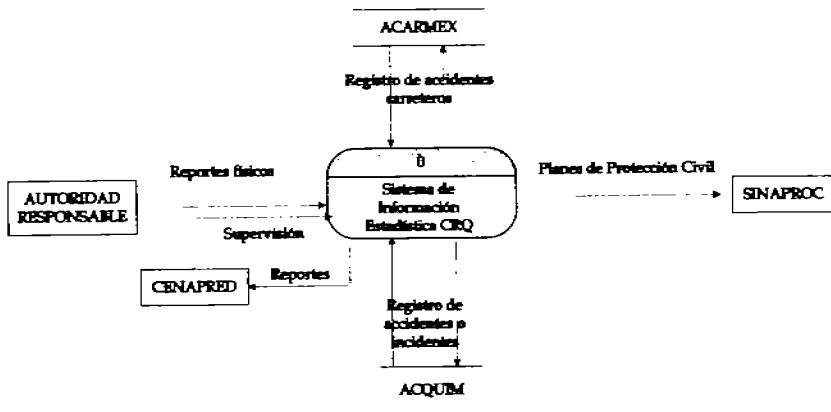 ACARMEX
Registro de accidentes
carreteros
0
Sistema de
Información
Estadística CRQ
Reportes físicos
Supervisión
AUTORIDAD
RESPONSABLE
Planes de Protección Civil
SINAPROC
CENAPRED
Reportes
Registro de
accidentes o
incidentes
ACQUIM